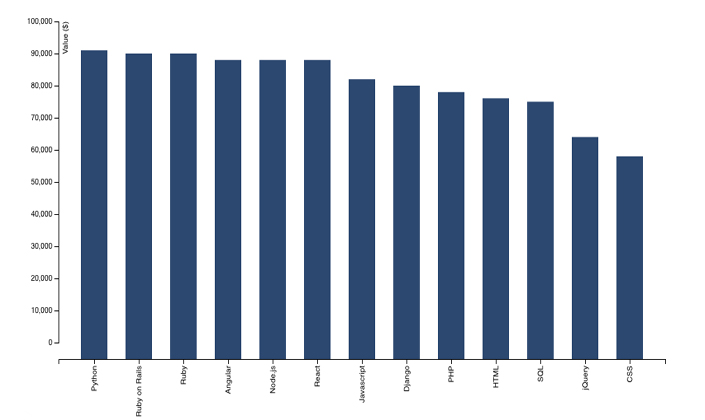 100,000
Value ($)
90,000
80,000
70,000
60,000
50,000
40,000
30,000
20,000
10,000
0
Python
Ruby on Rails
Ruby
Angular
Node.js
React
Javascript
Django
PHP
HTML
SQL
jQuery
CSS